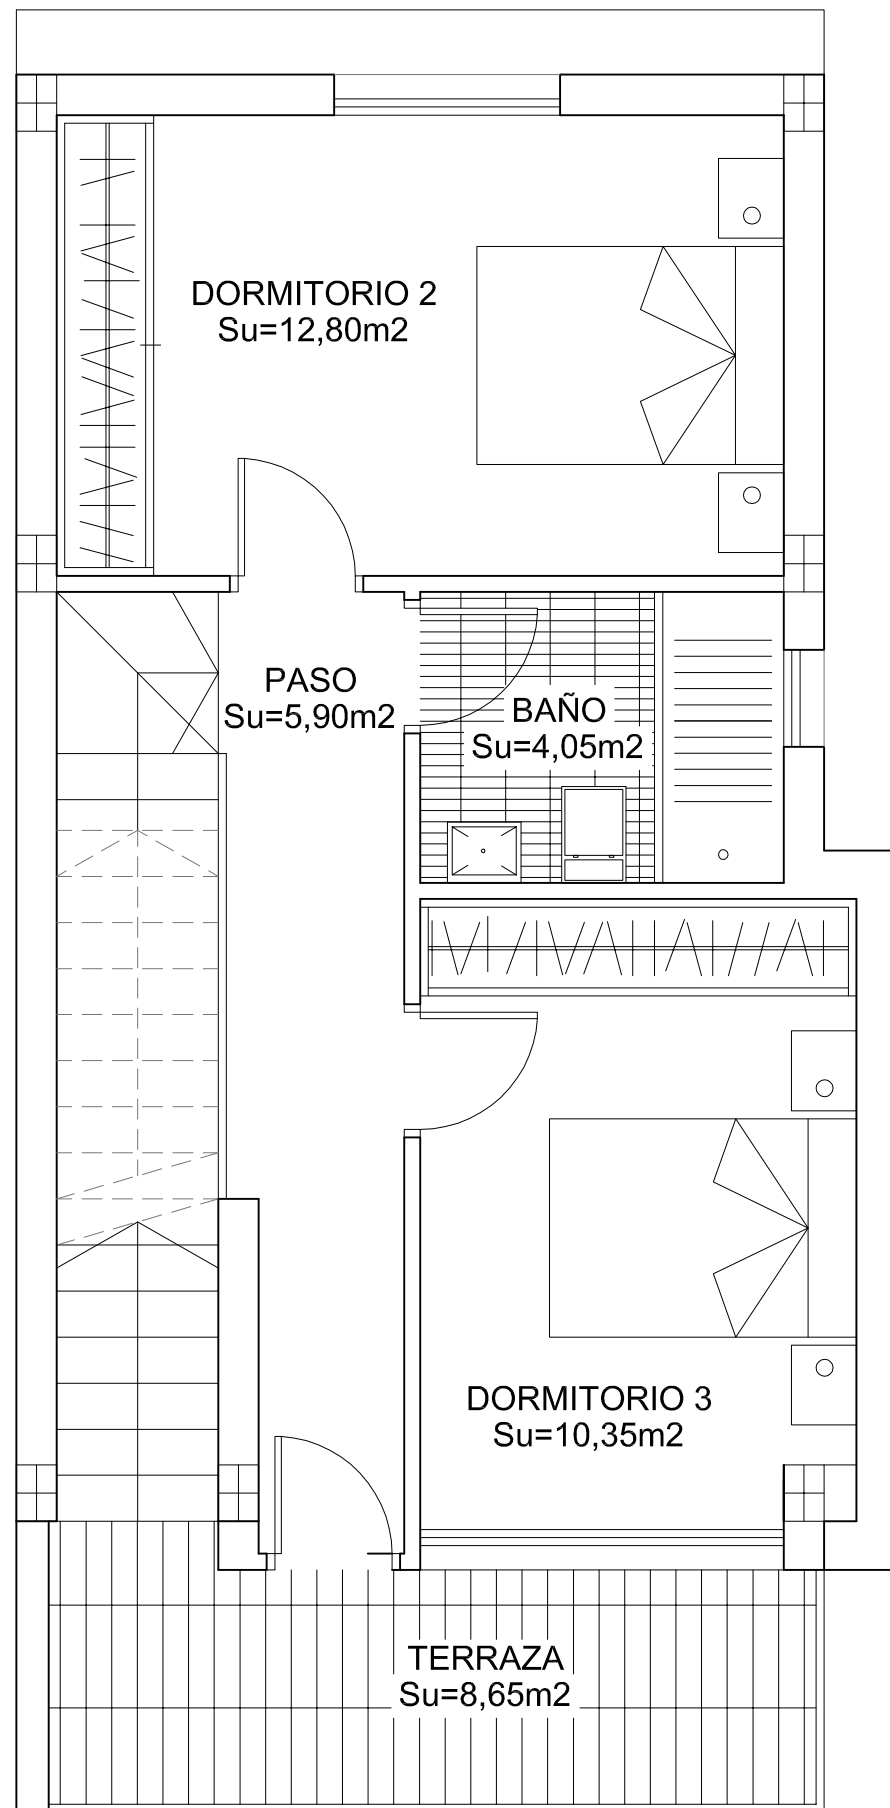 DORMITORIO 2
Su=12,80m2
PASO
Su=5,90m2
BAÑO
Su=4,05m2
DORMITORIO 3
Su=10,35m2
TERRAZA
Su=8,65m2